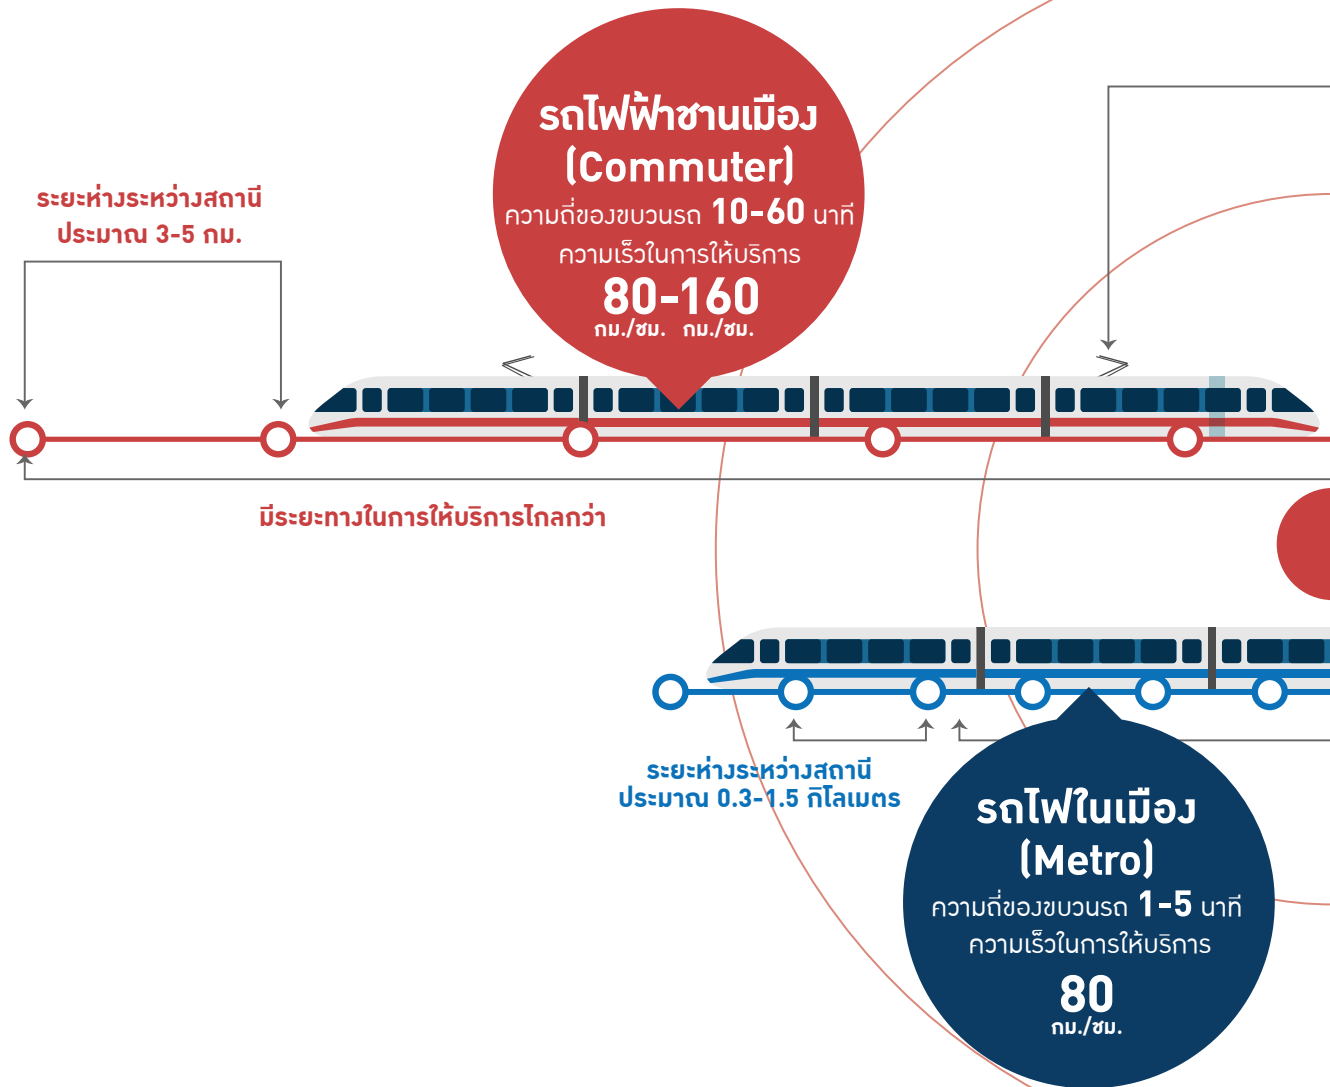 รถไฟฟ้าชานเมือง
(Commuter)
ความถี่ของขบวนรถ 10-60 นาที
ความเร็วในการให้บริการ
80-160
กม./ชม. กม./ชม.
ระยะห่างระหว่างสถานี
ประมาณ 3-5 กม.
มีระยะทางในการให้บริการไกลกว่า
ระยะห่างระหว่างสถานี
ประมาณ 0.3-1.5 กิโลเมตร
รถไฟในเมือง
(Metro)
ความถี่ของขบวนรถ 1-5 นาที
ความเร็วในการให้บริการ
80
กม./ชม.